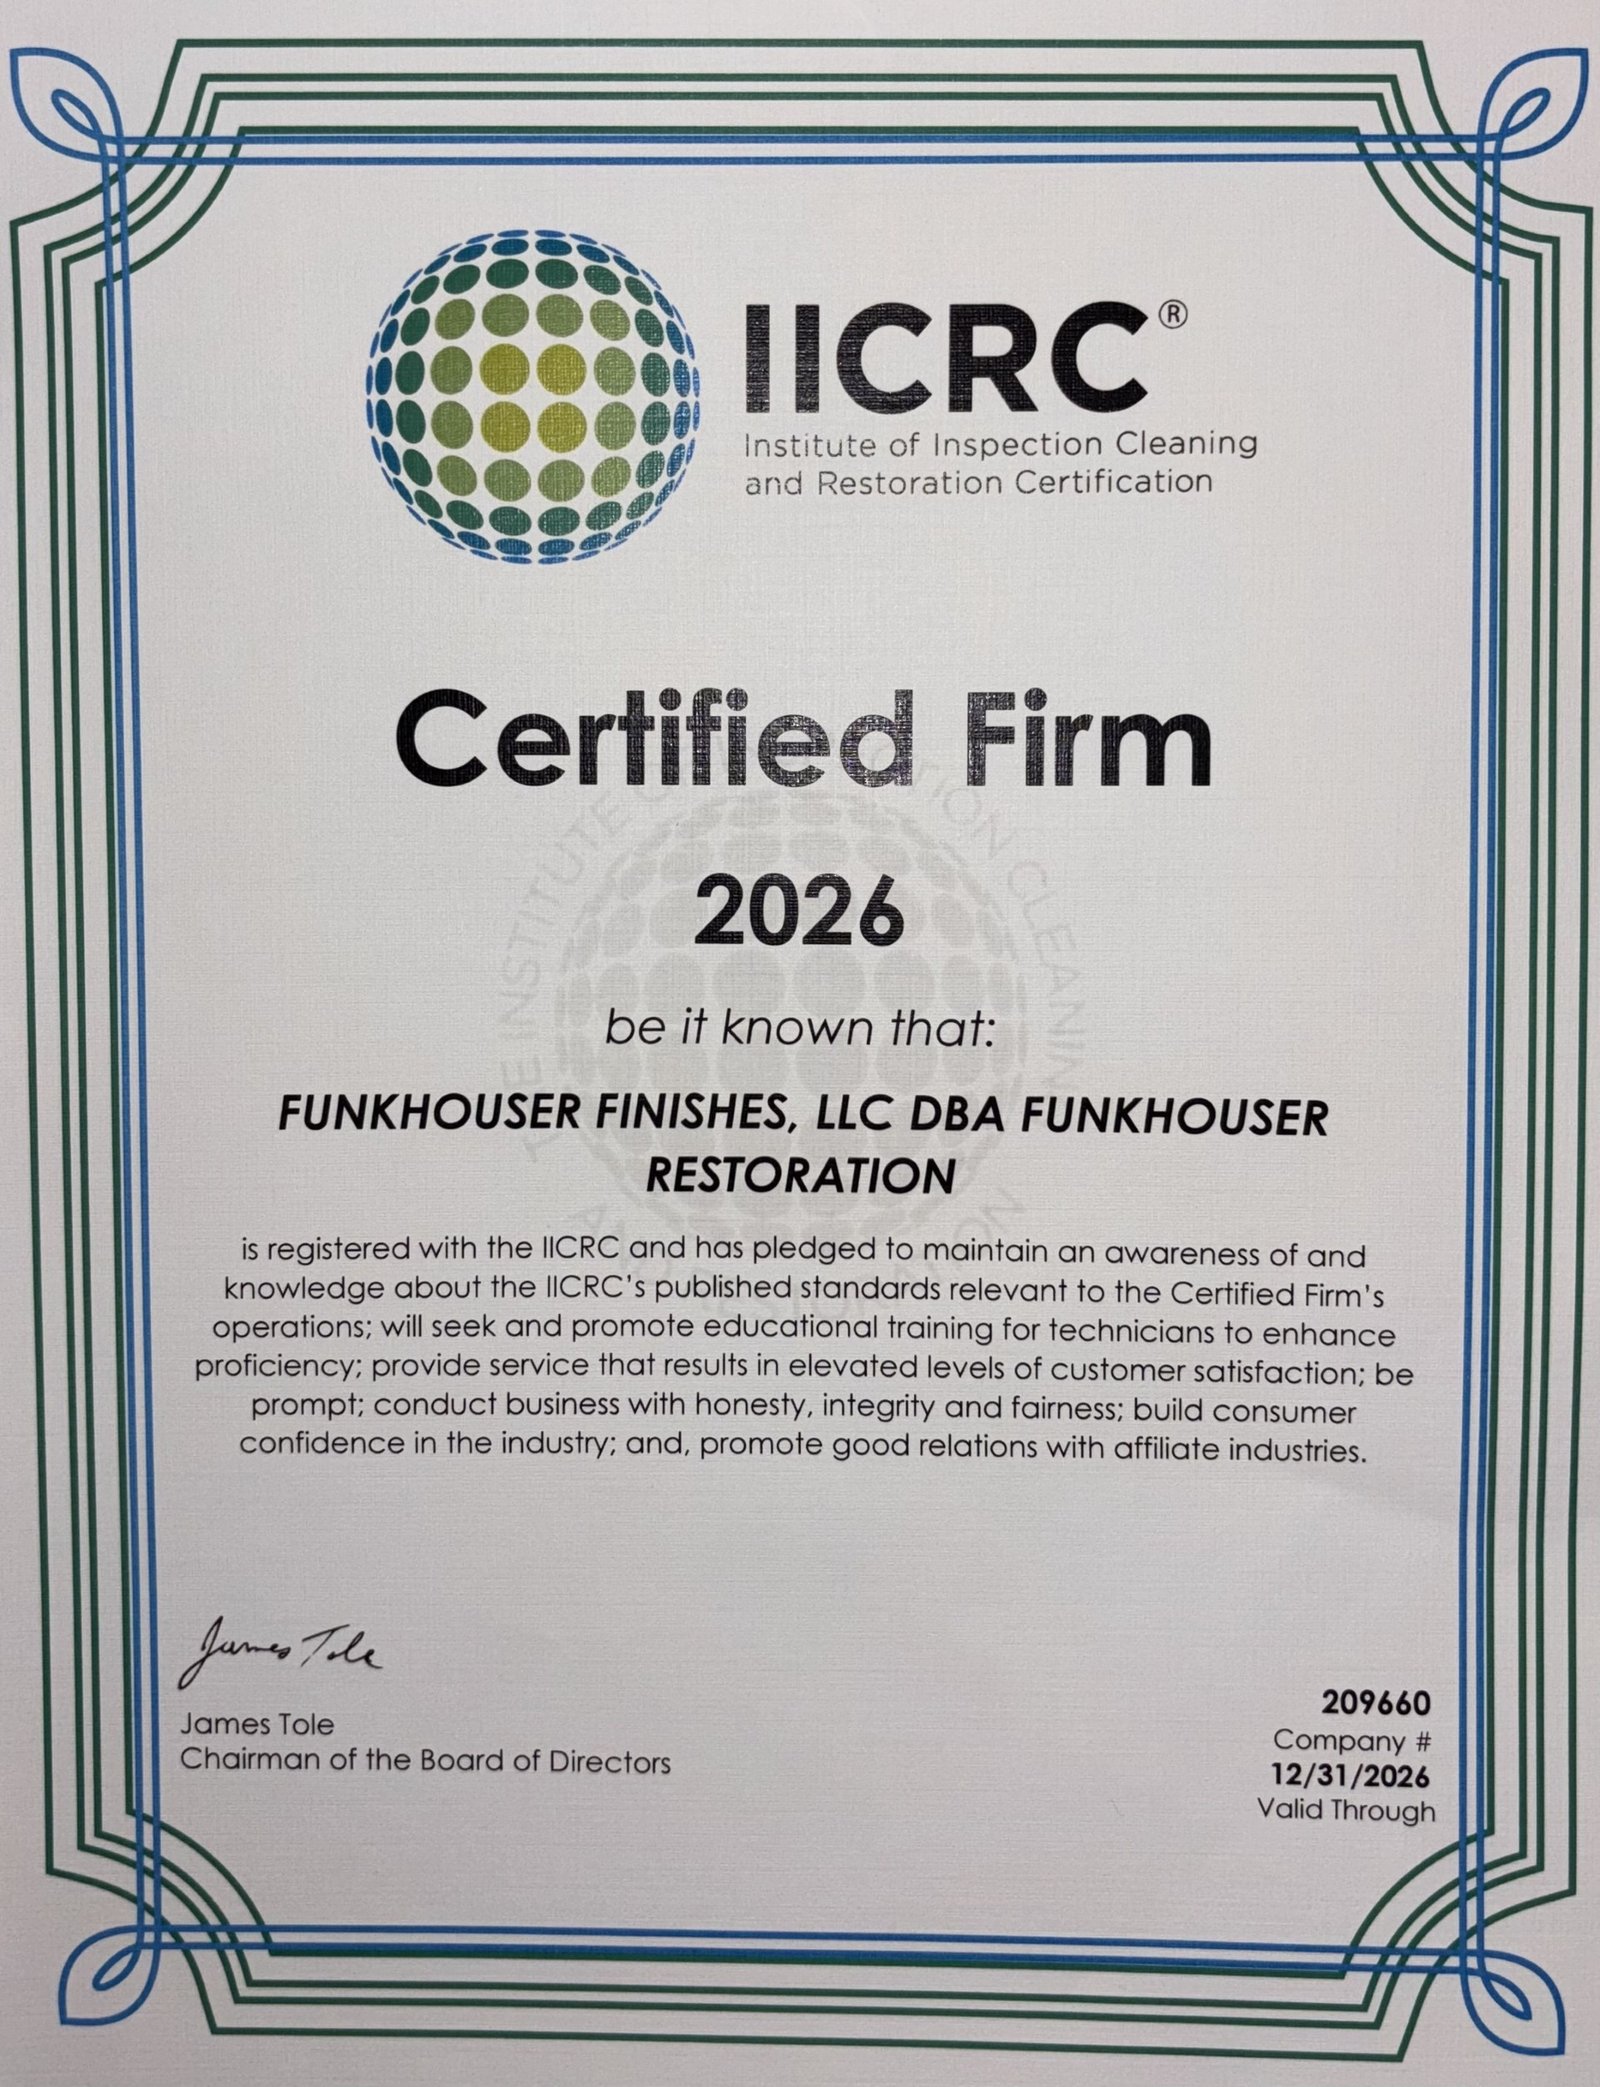 IICRC®
Institute of Inspection Cleaning
and Restoration Certification
Certified Firm
2026
be it known that:
FUNKHOUSER FINISHES, LLC DBA FUNKHOUSER
RESTORATION
is registered with the IICRC and has pledged to maintain an awareness of and
knowledge about the IICRC's published standards relevant to the Certified Firm's
operations; will seek and promote educational training for technicians to enhance
proficiency; provide service that results in elevated levels of customer satisfaction; be
prompt; conduct business with honesty, integrity and fairness; build consumer
confidence in the industry; and, promote good relations with affiliate industries.
James Tole
James Tole
Chairman of the Board of Directors
209660
Company #
12/31/2026
Valid Through